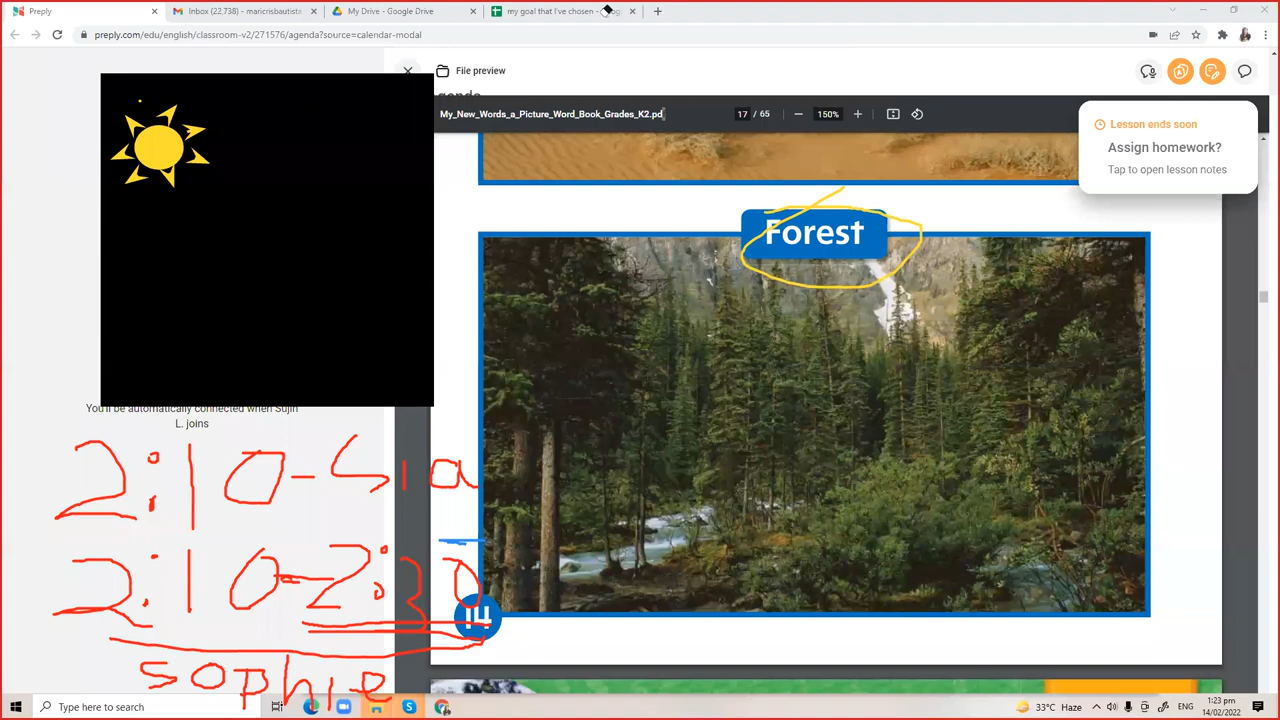 Preply
Inbox (22,738) - maricrisbautista
My Drive - Google Drive
my goal that I've chosen -
preply.com/edu/english/classroom-v2/271576/agenda?source=calendar-modal
File preview
My_New_Words_a_Picture_Word_Book_Grades_K2.pd
17 / 65
150%
Lesson ends soon
Assign homework?
Tap to open lesson notes
Forest
You'll be automatically connected when Sujin
L. joins
2:10-Sia
2:10-2:30
14
sophie
Type here to search
33°C Haze
ENG
1:23 pm
14/02/2022